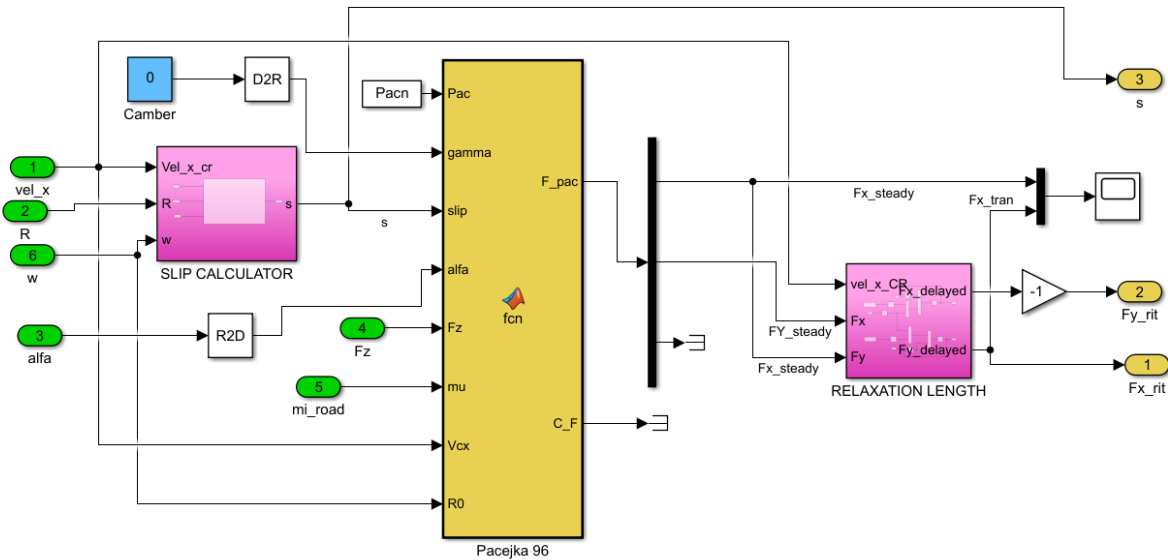 3
s
0
D2R
Camber
Pacn
Pac
gamma
slip
alfa
Fz
mu
Vcx
R0
F_pac
C_F
fcn
Pacejka 96
1
vel_x
2
R
6
w
Vel_x_cr
R
w
s
SLIP CALCULATOR
s
3
alfa
R2D
4
Fz
5
mi_road
Fx_steady
Fx_tran
FY_steady
Fx_steady
vel_x_CR
Fx
Fy
Fx_delayed
Fy_delayed
RELAXATION LENGTH
-1
2
Fy_rit
1
Fx_rit